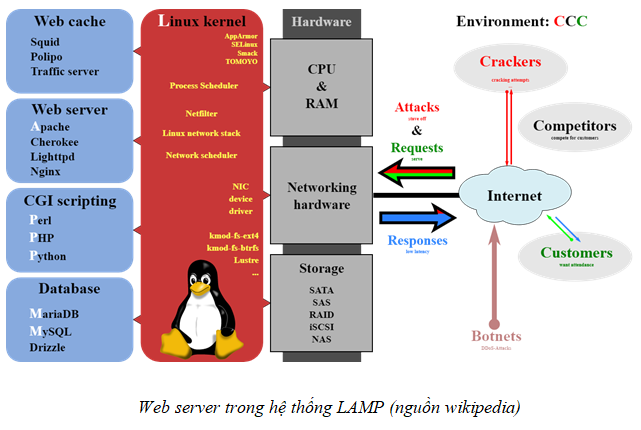 Web cache
Squid
Polipo
Traffic server
Web server
Apache
Cherokee
Lighttpd
Nginx
CGI scripting
Perl
PHP
Python
Database
MariaDB
MySQL
Drizzle
Linux kernel
AppArmor
SELinux
Smack
TOMOYO
Process Scheduler
Netfilter
Linux network stack
Network scheduler
NIC
device
driver
kmod-fs-ext4
kmod-fs-btrfs
Lustre
...
Hardware
CPU
&
RAM
Networking
hardware
Storage
SATA
SAS
RAID
iSCSI
NAS
Environment: CCC
Crackers
cracking attempts
...
Competitors
compete for customers
Attacks
stave off
&
Requests
serve
Internet
Responses
low latency
Customers
want attendance
Botnets
DDoS-Attacks
Web server trong hệ thống LAMP (nguồn wikipedia)